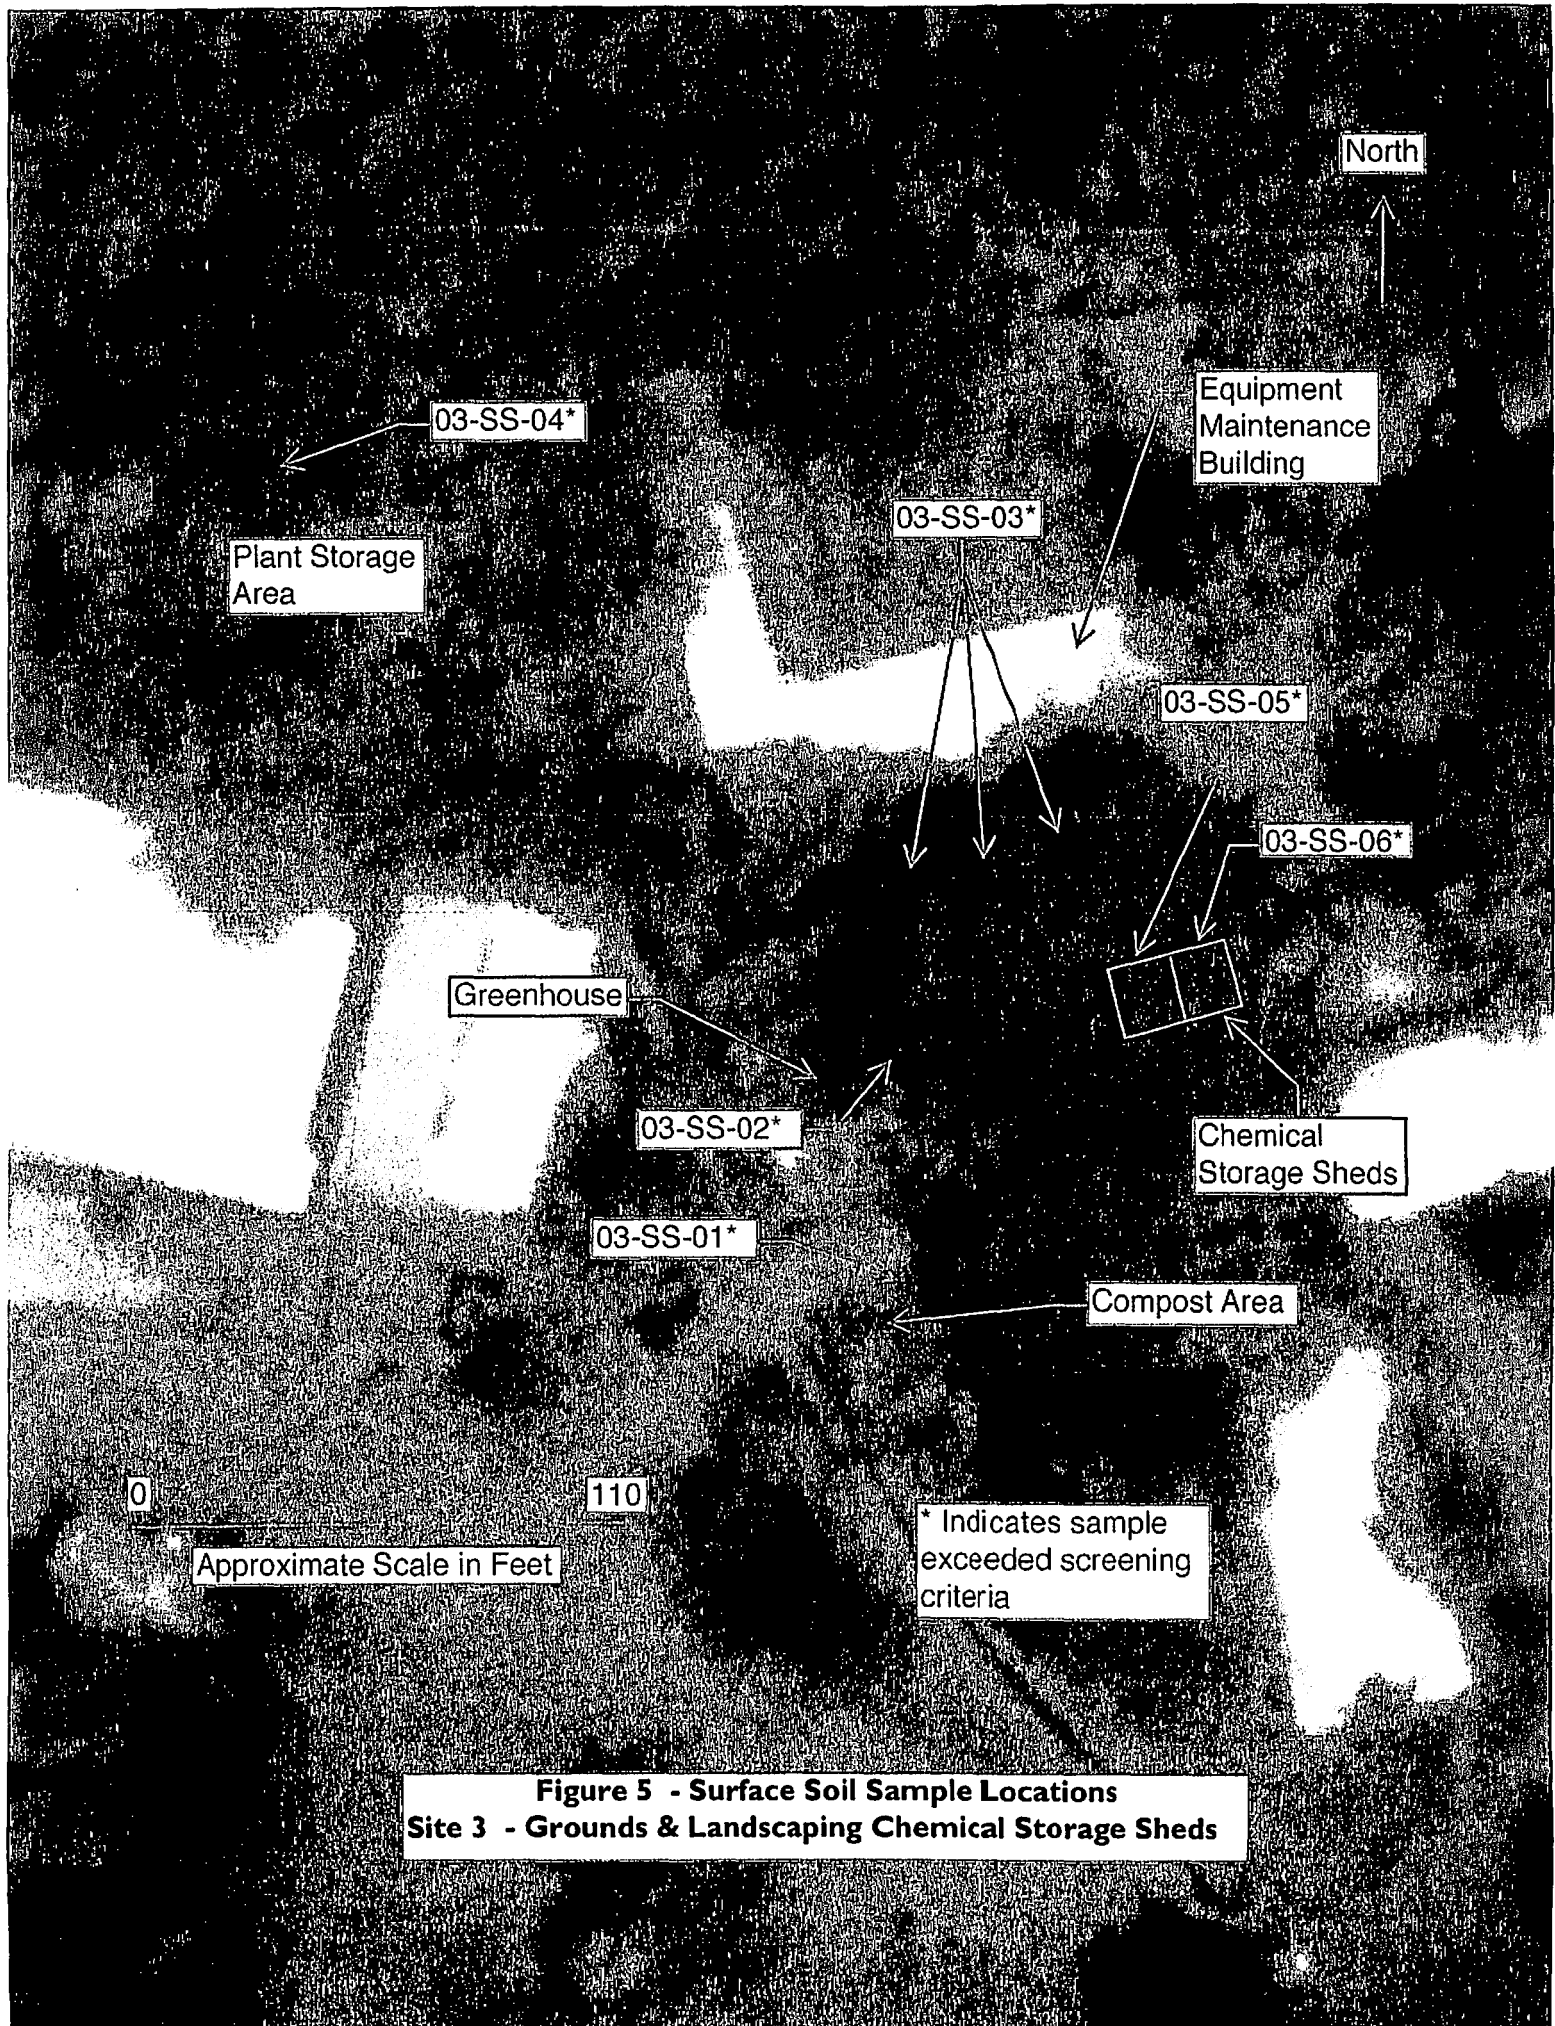 North
Equipment
Maintenance
Building
03-SS-04*
03-SS-03*
Plant Storage
Area
03-SS-05*
03-SS-06*
Greenhouse
03-SS-02*
Chemical
Storage Sheds
03-SS-01*
Compost Area
0
110
Approximate Scale in Feet
* Indicates sample
exceeded screening
criteria
Figure 5 - Surface Soil Sample Locations
Site 3 - Grounds & Landscaping Chemical Storage Sheds